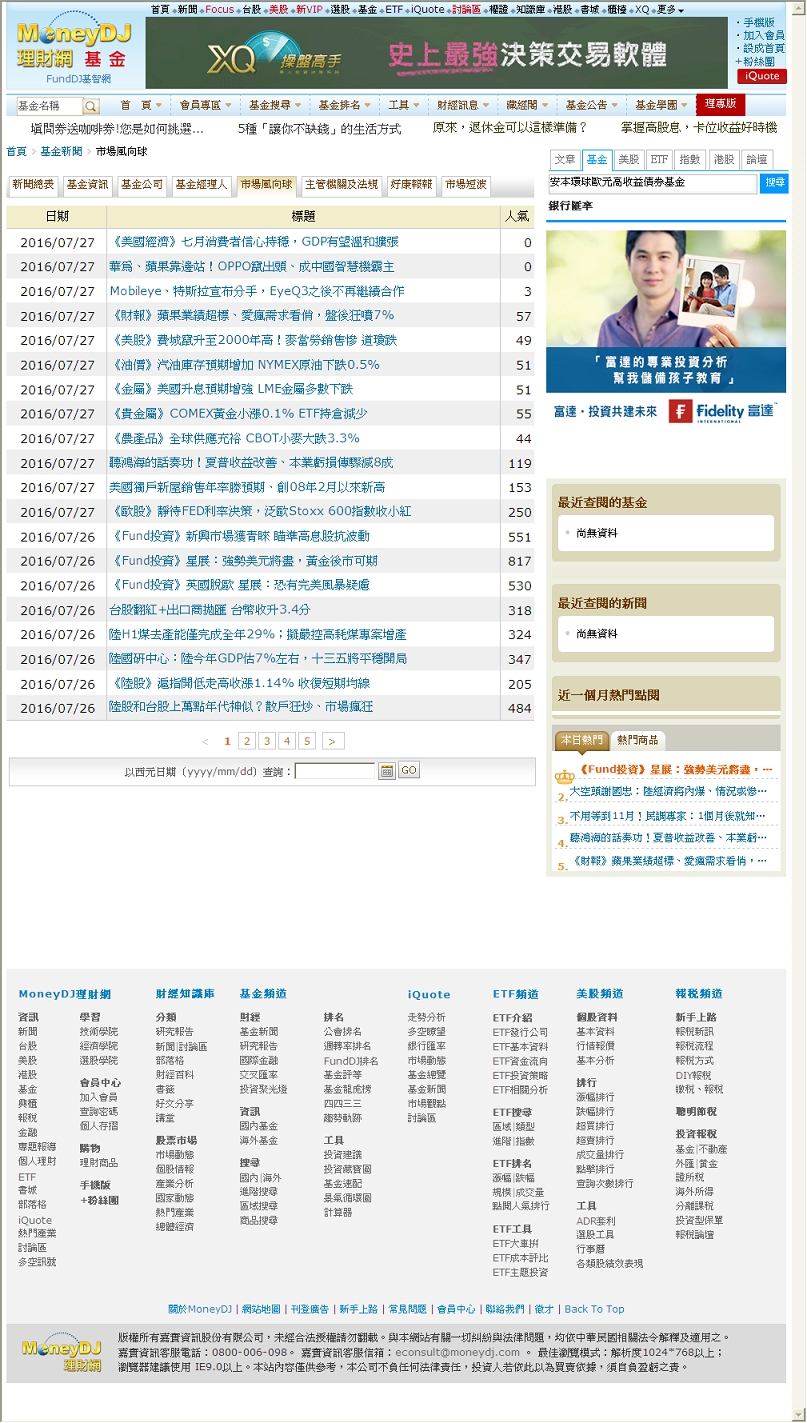 首頁 ◆ 新聞 ◆ Focus ◆ 台股 ◆ 美股 ◆ 新VIP ◆ 選股 ◆ 基金 ◆ ETF ◆ iQuote ◆ 討論區 ◆ 權證 ◆ 知識庫 ◆ 港股 ◆ 書城 ◆ 櫃檯 ◆ XQ ◆ 更多
MoneyDJ
理財網 基金
FundDJ基智網
XQ 操盤高手
史上最強決策交易軟體
・手機版
・加入會員
・設成首頁
+粉絲團
iQuote
基金名稱
首 頁 會員專區 基金搜尋 基金排名 工具 財經訊息 觀經閣 基金公告 基金學園 理專版
填問券送咖啡券!您是如何挑選... 5種「讓你不缺錢」的生活方式 原來，退休金可以這樣準備？ 掌握高股息，卡位收益好時機
首頁 > 基金新聞 > 市場風向球
新聞總表 基金資訊 基金公司 基金經理人 市場風向球 主管機關及法規 好康報報 市場短波
日期 標題 人氣
2016/07/27 《美國經濟》七月消費者信心持穩，GDP有望溫和擴張 0
2016/07/27 華為、蘋果靠邊站！OPPO竄出頭、成中國智慧機霸主 0
2016/07/27 Mobileye、特斯拉宣布分手，EyeQ3之後不再繼續合作 3
2016/07/27 《財報》蘋果業績超標、愛瘋需求看俏，盤後狂噴7% 57
2016/07/27 《美股》費城竄升至2000年高！麥當勞銷售慘 道瓊跌 49
2016/07/27 《油價》汽油庫存預期增加 NYMEX原油下跌0.5% 51
2016/07/27 《金屬》美國升息預期增強 LME金屬多數下跌 51
2016/07/27 《貴金屬》COMEX黃金小漲0.1% ETF持倉減少 55
2016/07/27 《農產品》全球供應充裕 CBOT小麥大跌3.3% 44
2016/07/27 聽鴻海的話奏功！夏普收益改善、本業虧損傳驟減8成 119
2016/07/27 美國獨戶新屋銷售年率勝預期、創08年2月以來新高 153
2016/07/27 《歐股》靜待FED利率決策，泛歐Stoxx 600指數收小紅 250
2016/07/26 《Fund投資》新興市場獲青睞 瞄準高息股抗波動 551
2016/07/26 《Fund投資》星展：強勢美元將盡，黃金後市可期 817
2016/07/26 《Fund投資》英國脫歐 星展：恐有完美風暴疑慮 530
2016/07/26 台股翻紅+出口商拋匯 台幣收升3.4分 318
2016/07/26 陸H1煤去產能僅完成全年29%；擬嚴控高耗煤專案增產 324
2016/07/26 陸國研中心：陸今年GDP估7%左右，十三五將平穩開局 347
2016/07/26 《陸股》滬指開低走高收漲1.14% 收復短期均線 205
2016/07/26 陸股和台股上萬點年代神似？散戶狂炒、市場瘋狂 484
< 1 2 3 4 5 >
以西元日期（yyyy/mm/dd）查詢： GO
文章 基金 美股 ETF 指數 港股 論壇
安本環球歐元高收益債券基金 搜尋
銀行匯率
「富達的專業投資分析
幫我儲備孩子教育」
富達・投資共建未來 Fidelity 富達™
INTERNATIONAL
最近查閱的基金
尚無資料
最近查閱的新聞
尚無資料
近一個月熱門點閱
本日熱門 熱門商品
《Fund投資》星展：強勢美元將盡，…
2. 大空頭謝國忠：陸經濟將內爆、情況或慘…
3. 不用等到11月！民調專家：1個月後就知…
4. 聽鴻海的話奏功！夏普收益改善、本業虧…
5. 《財報》蘋果業績超標、愛瘋需求看俏，…
MoneyDJ理財網 財經知識庫 基金頻道 iQuote ETF頻道 美股頻道 報稅頻道
資訊
新聞
台股
美股
港股
基金
興櫃
報稅
金融
專題報導
個人理財
ETF
書城
部落格
iQuote
熱門產業
討論區
多空訊號
學習
技術學院
經濟學院
選股學院
會員中心
加入會員
查詢密碼
個人存摺
購物
理財商品
手機版
+粉絲團
分類
研究報告
新聞|討論區
部落格
財經百科
書籤
好文分享
講堂
股票市場
市場動態
個股情報
產業分析
國家動態
熱門產業
總體經濟
財經
基金新聞
研究報告
國際金融
交叉匯率
投資聚光燈
資訊
國內基金
海外基金
搜尋
國內|海外
進階搜尋
區域搜尋
商品搜尋
排名
公會排名
週轉率排名
FundDJ排名
基金評等
基金龍虎榜
四四三三
趨勢軌跡
工具
投資建議
投資藏寶圖
基金速配
景氣循環圖
計算器
走勢分析
多空瞭望
銀行匯率
市場動態
基金總覽
基金新聞
市場觀點
討論區
ETF介紹
ETF發行公司
ETF基本資料
ETF資金流向
ETF投資策略
ETF相關分析
ETF搜尋
區域|類型
進階|指數
ETF排名
漲幅|跌幅
規模|成交量
點閱人氣排行
ETF工具
ETF大車拚
ETF成本評比
ETF主題投資
個股資料
基本資料
行情報價
基本分析
排行
漲幅排行
跌幅排行
超買排行
超賣排行
成交量排行
點擊排行
查詢次數排行
工具
ADR套利
選股工具
行事曆
各類股績效表現
新手上路
報稅新訊
報稅流程
報稅方式
DIY報稅
繳稅、報稅
聰明節稅
投資報稅
基金|不動產
外匯|黃金
證所稅
海外所得
分離課稅
投資型保單
報稅論壇
關於MoneyDJ | 網站地圖 | 刊登廣告 | 新手上路 | 常見問題 | 會員中心 | 聯絡我們 | 徵才 | Back To Top
MoneyDJ
理財網
版權所有嘉實資訊股份有限公司，未經合法授權請勿翻載。與本網站有關一切糾紛與法律問題，均依中華民國相關法令解釋及適用之。
嘉實資訊客服電話：0800-006-098。 嘉實資訊客服信箱：econsult@moneydj.com 。 最佳瀏覽模式：解析度1024*768以上；
瀏覽器建議使用 IE9.0以上。本站內容僅供參考，本公司不負任何法律責任，投資人若依此以為買賣依據，須自負盈虧之責。